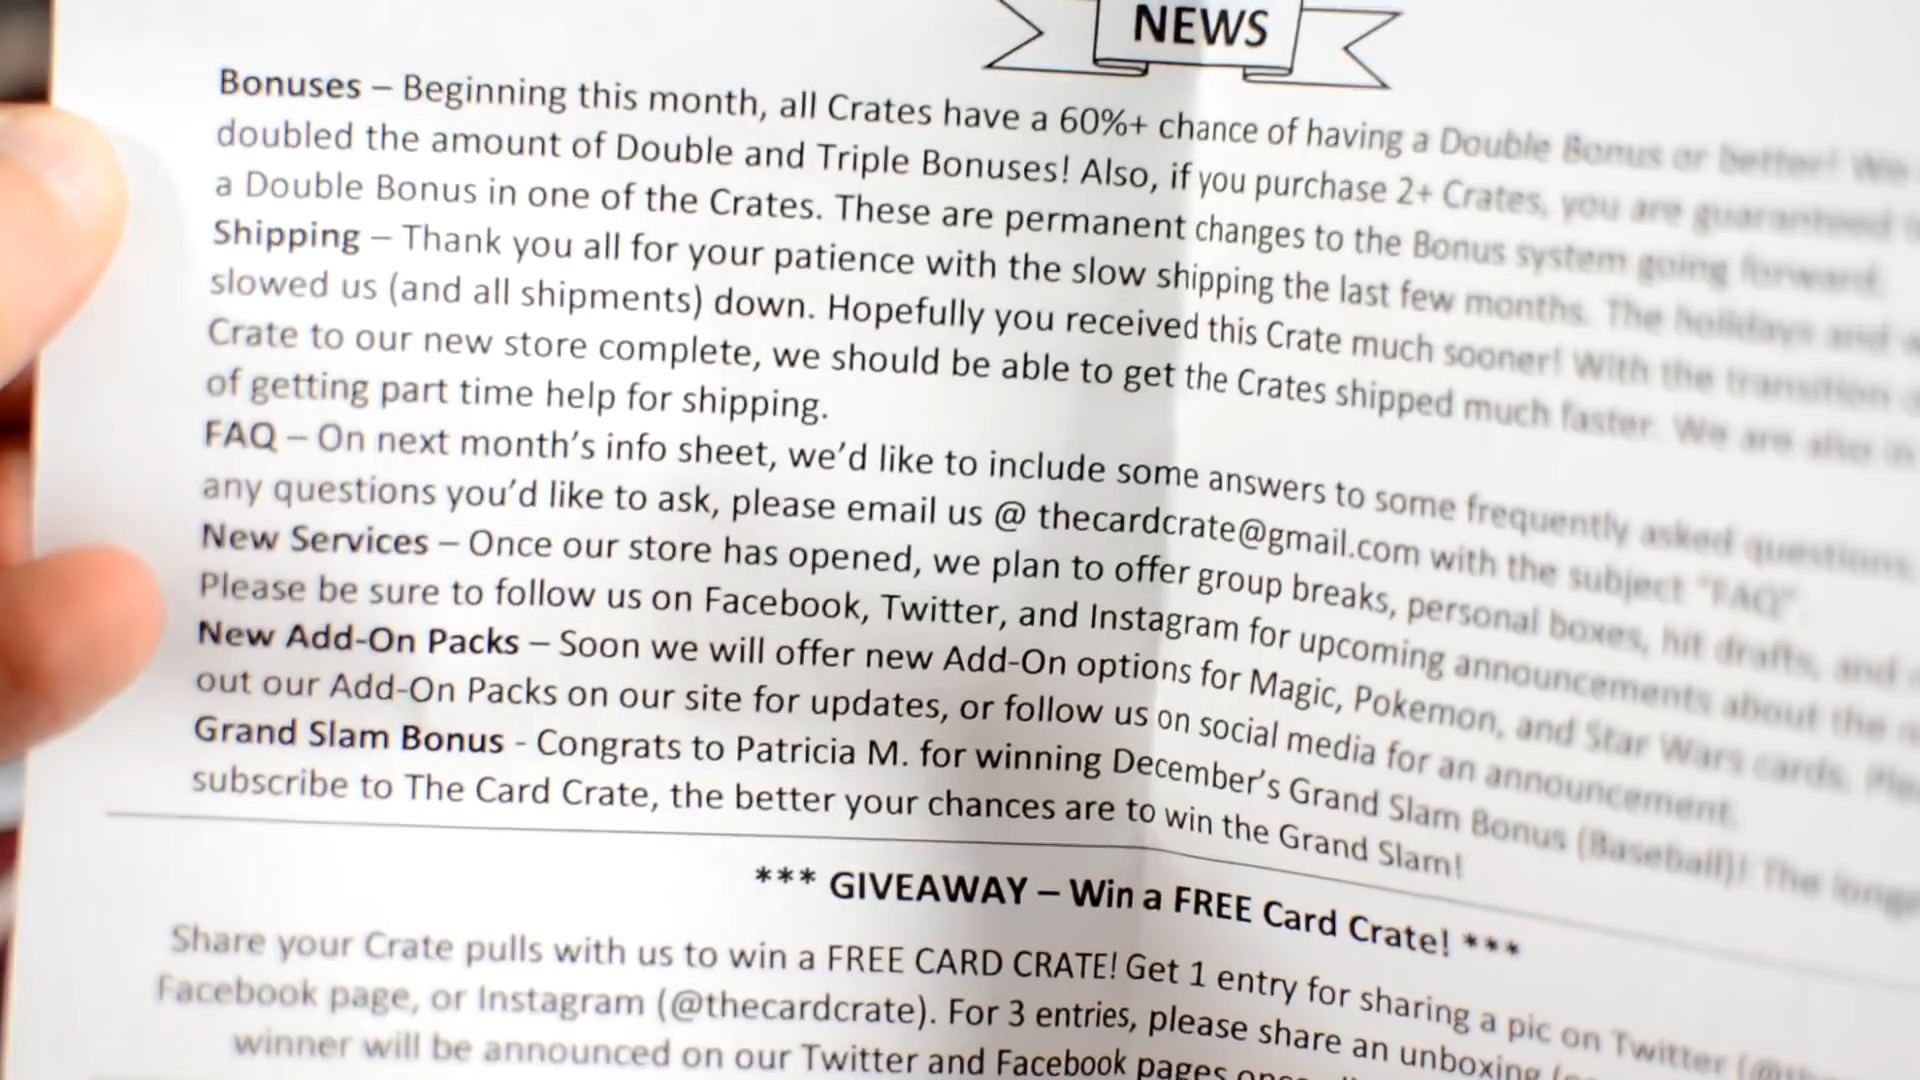 NEWS
Bonuses – Beginning this month, all Crates have a 60%+ chance of having a Double Bonus or better! We
doubled the amount of Double and Triple Bonuses! Also, if you purchase 2+ Crates, you are guaranteed
a Double Bonus in one of the Crates. These are permanent changes to the Bonus system going forward.
Shipping – Thank you all for your patience with the slow shipping the last few months. The holidays and
slowed us (and all shipments) down. Hopefully you received this Crate much sooner! With the transition
Crate to our new store complete, we should be able to get the Crates shipped much faster. We are also in
of getting part time help for shipping.
FAQ – On next month's info sheet, we'd like to include some answers to some frequently asked questions.
any questions you'd like to ask, please email us @ thecardcrate@gmail.com with the subject "FAQ".
New Services – Once our store has opened, we plan to offer group breaks, personal boxes, hit drafts, and
Please be sure to follow us on Facebook, Twitter, and Instagram for upcoming announcements about the
New Add-On Packs – Soon we will offer new Add-On options for Magic, Pokemon, and Star Wars cards.
out our Add-On Packs on our site for updates, or follow us on social media for an announcement.
Grand Slam Bonus - Congrats to Patricia M. for winning December's Grand Slam Bonus (Baseball)! The
subscribe to The Card Crate, the better your chances are to win the Grand Slam!
*** GIVEAWAY – Win a FREE Card Crate! ***
Share your Crate pulls with us to win a FREE CARD CRATE! Get 1 entry for sharing a pic on Twitter
Facebook page, or Instagram (@thecardcrate). For 3 entries, please share an unboxing
winner will be announced on our Twitter and Facebook pages